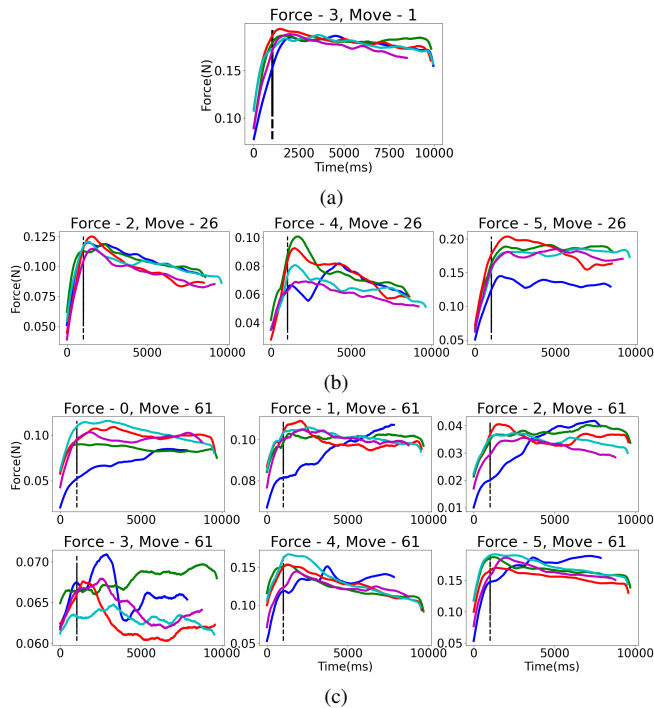 Force - 3, Move - 1
Force(N)
0.15
0.10
0 2500 5000 7500 10000
Time(ms)
(a)
Force - 2, Move - 26 Force - 4, Move - 26 Force - 5, Move - 26
Force(N)
0.125 0.10 0.20
0.100 0.08 0.15
0.075 0.06 0.10
0.050 0.04 0.05
0 5000 10000 0 5000 10000 0 5000 10000
(b)
Force - 0, Move - 61 Force - 1, Move - 61 Force - 2, Move - 61
Force(N)
0.10 0.10 0.04
0.03
0.05 0.08 0.02
0.01
0 5000 10000 0 5000 10000 0 5000 10000
Force - 3, Move - 61 Force - 4, Move - 61 Force - 5, Move - 61
0.070 0.15 0.15
0.065 0.10 0.10
0.060 0.05 0.05
0 5000 10000 0 5000 10000 0 5000 10000
Time(ms) Time(ms)
(c)